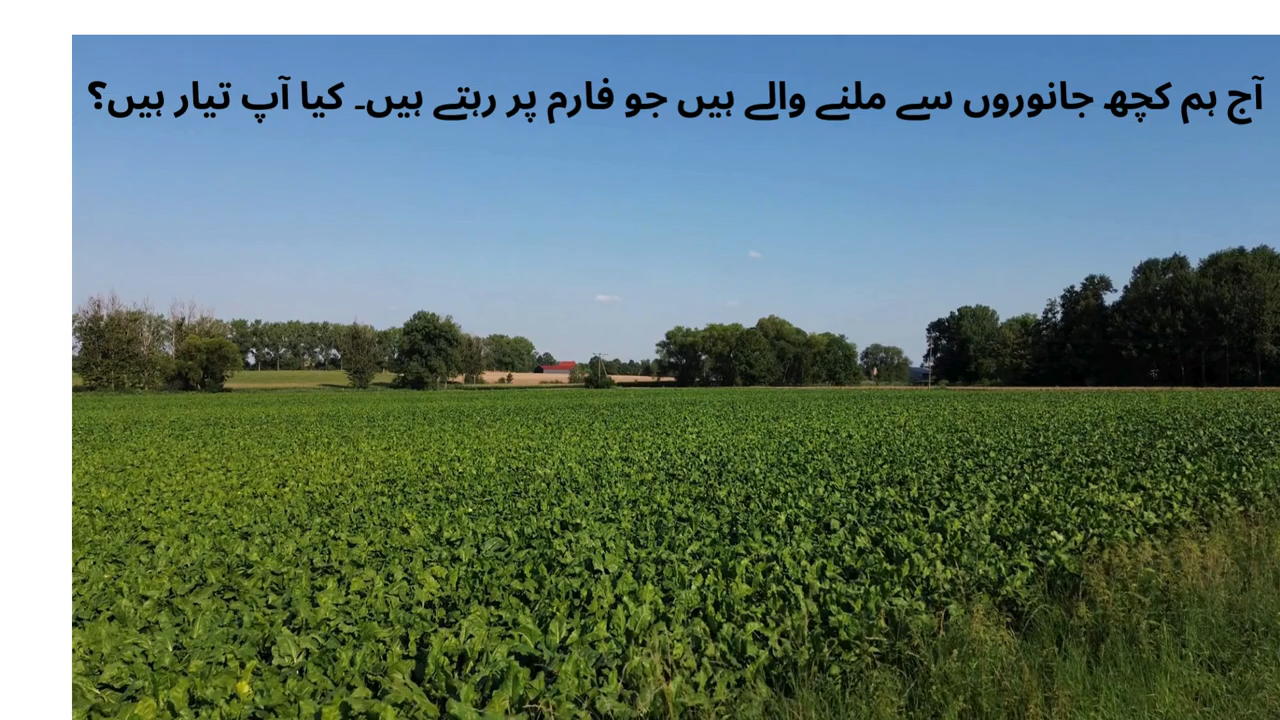 آج ہم کچھ جانوروں سے ملنے والے ہیں جو فارم پر رہتے ہیں۔ کیا آپ تیار ہیں؟